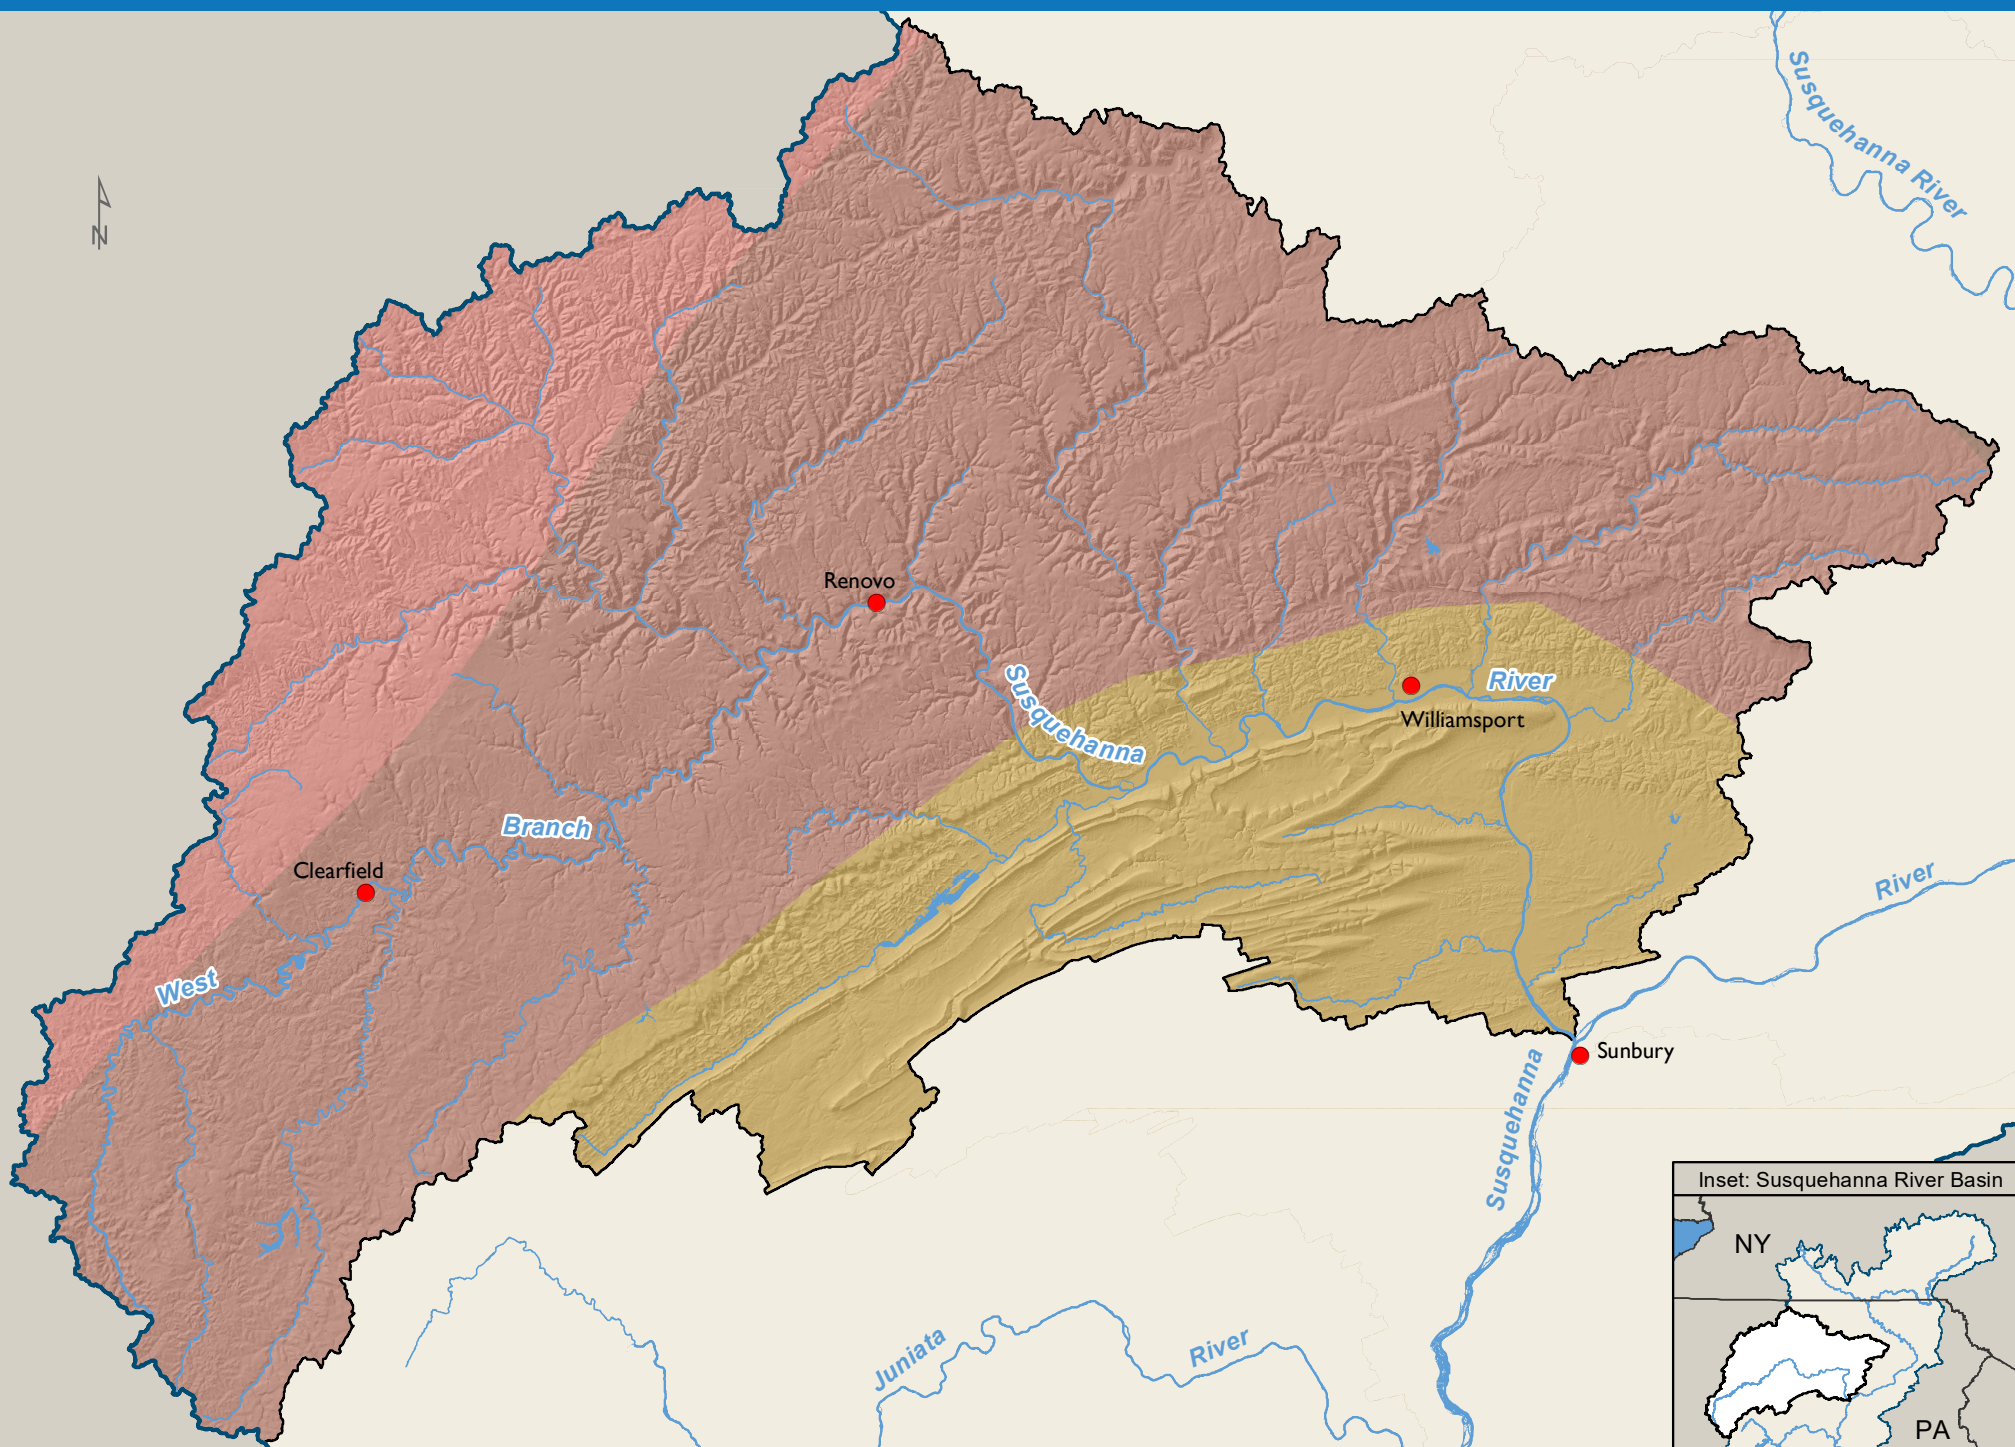 Susquehanna River
Renovo
Susquehanna
River
Williamsport
Branch
Clearfield
West
River
Sunbury
Susquehanna
Juniata
River
Inset: Susquehanna River Basin
NY
PA
N